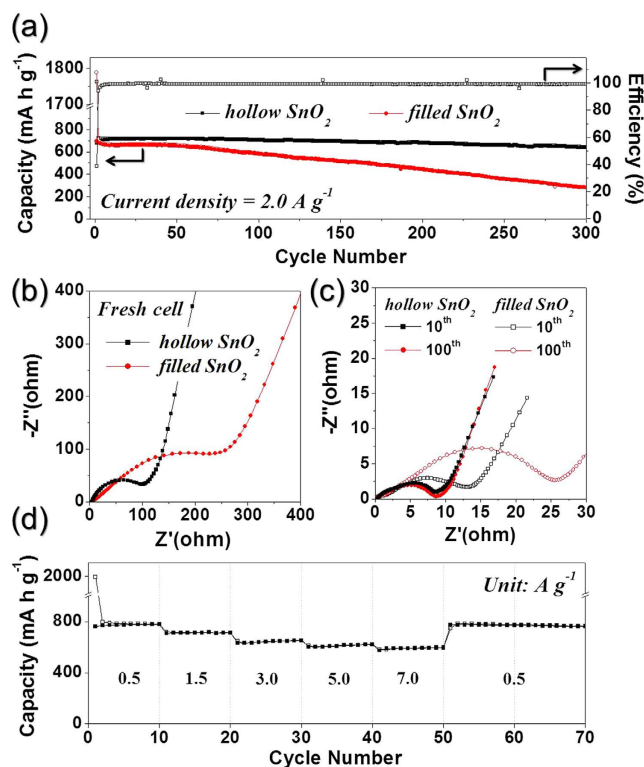 (a)
1800
1700
800
600
400
200
0
Capacity (mA h g⁻¹)
100
80
60
40
20
0
Efficiency (%)
hollow SnO₂
filled SnO₂
Current density = 2.0 A g⁻¹
0 50 100 150 200 250 300
Cycle Number
(b)
400
300
200
100
0
-Z''(ohm)
Fresh cell
hollow SnO₂
filled SnO₂
0 100 200 300 400
Z'(ohm)
(c)
30
25
20
15
10
5
0
-Z''(ohm)
hollow SnO₂ filled SnO₂
10th 10th
100th 100th
0 5 10 15 20 25 30
Z'(ohm)
(d)
2000
800
400
0
Capacity (mA h g⁻¹)
Unit: A g⁻¹
0.5 1.5 3.0 5.0 7.0 0.5
0 10 20 30 40 50 60 70
Cycle Number